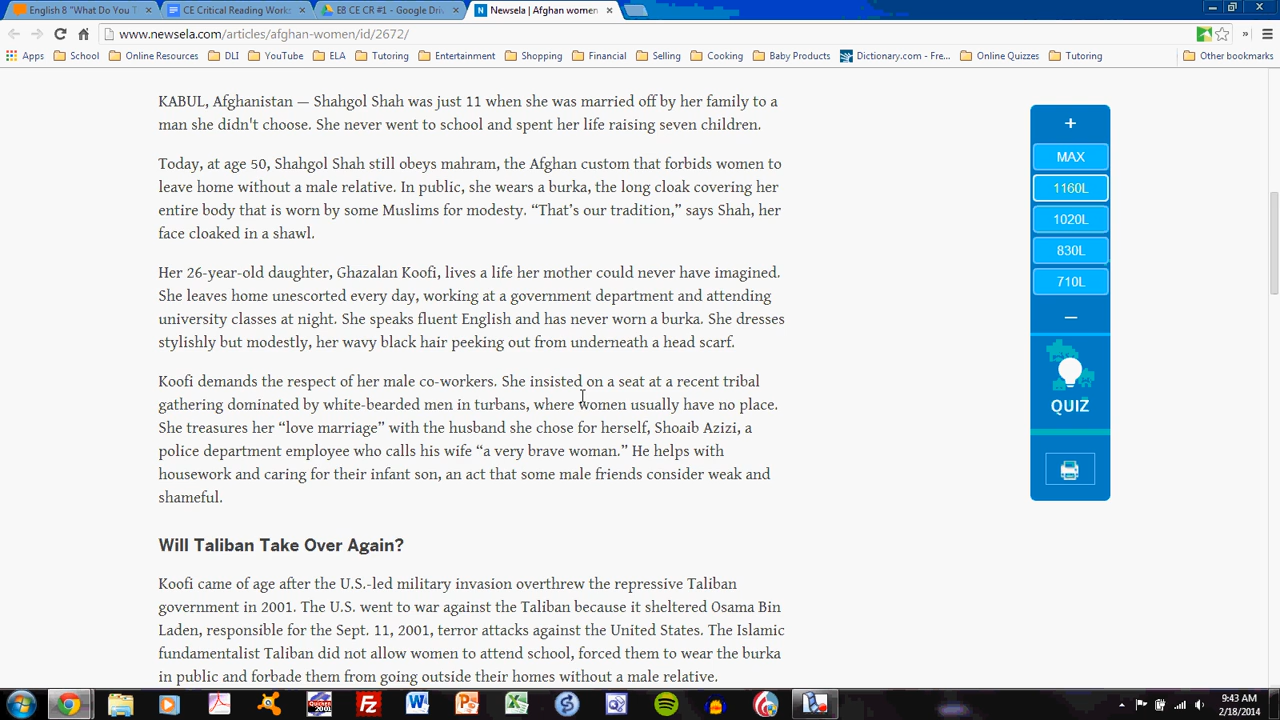 English 8 "What Do You T
CE Critical Reading Works
E8 CE CR #1 - Google Dri
Newsela | Afghan women
www.newsela.com/articles/afghan-women/id/2672/
Apps School Online Resources DLI YouTube ELA Tutoring Entertainment Shopping Financial Selling Cooking Baby Products Dictionary.com - Fre... Online Quizzes Tutoring Other bookmarks
KABUL, Afghanistan — Shahgol Shah was just 11 when she was married off by her family to a
man she didn't choose. She never went to school and spent her life raising seven children.
Today, at age 50, Shahgol Shah still obeys mahram, the Afghan custom that forbids women to
leave home without a male relative. In public, she wears a burka, the long cloak covering her
entire body that is worn by some Muslims for modesty. “That’s our tradition,” says Shah, her
face cloaked in a shawl.
Her 26-year-old daughter, Ghazalan Koofi, lives a life her mother could never have imagined.
She leaves home unescorted every day, working at a government department and attending
university classes at night. She speaks fluent English and has never worn a burka. She dresses
stylishly but modestly, her wavy black hair peeking out from underneath a head scarf.
Koofi demands the respect of her male co-workers. She insisted on a seat at a recent tribal
gathering dominated by white-bearded men in turbans, where women usually have no place.
She treasures her “love marriage” with the husband she chose for herself, Shoaib Azizi, a
police department employee who calls his wife “a very brave woman.” He helps with
housework and caring for their infant son, an act that some male friends consider weak and
shameful.
Will Taliban Take Over Again?
Koofi came of age after the U.S.-led military invasion overthrew the repressive Taliban
government in 2001. The U.S. went to war against the Taliban because it sheltered Osama Bin
Laden, responsible for the Sept. 11, 2001, terror attacks against the United States. The Islamic
fundamentalist Taliban did not allow women to attend school, forced them to wear the burka
in public and forbade them from going outside their homes without a male relative.
+
MAX
1160L
1020L
830L
710L
—
QUIZ
9:43 AM
2/18/2014